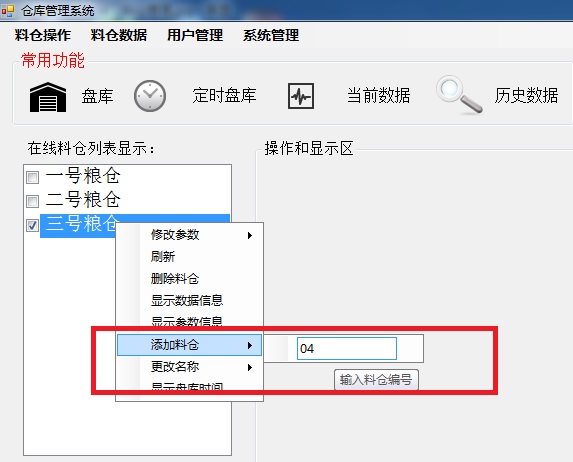 仓库管理系统
料仓操作 料仓数据 用户管理 系统管理
常用功能
盘库 定时盘库 当前数据 历史数据
在线料仓列表显示：
操作和显示区
一号粮仓
二号粮仓
三号粮仓
修改参数
刷新
删除料仓
显示数据信息
显示参数信息
添加料仓
04
更改名称
输入料仓编号
显示盘库时间